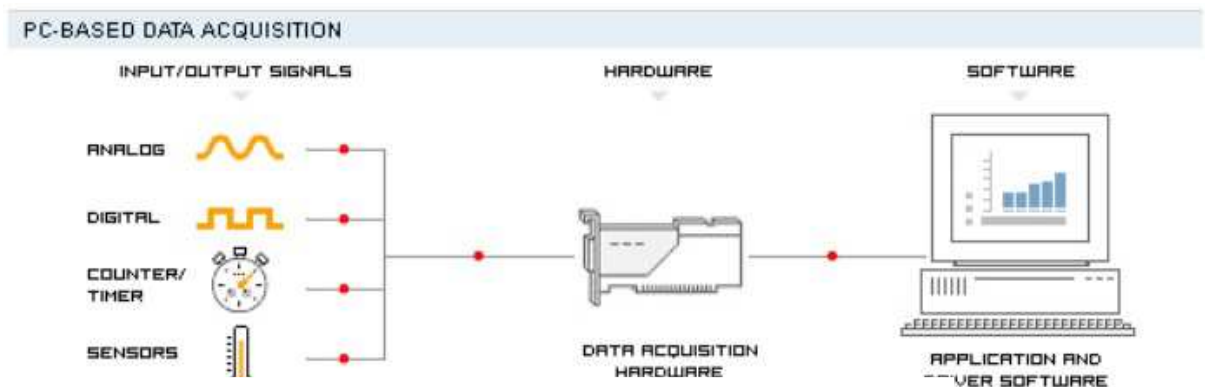 PC-BASED DATA ACQUISITION
INPUT/OUTPUT SIGNALS
HARDWARE
SOFTWARE
ANALOG
DIGITAL
COUNTER/
TIMER
SENSORS
DATA ACQUISITION
HARDWARE
APPLICATION AND
DRIVER SOFTWARE